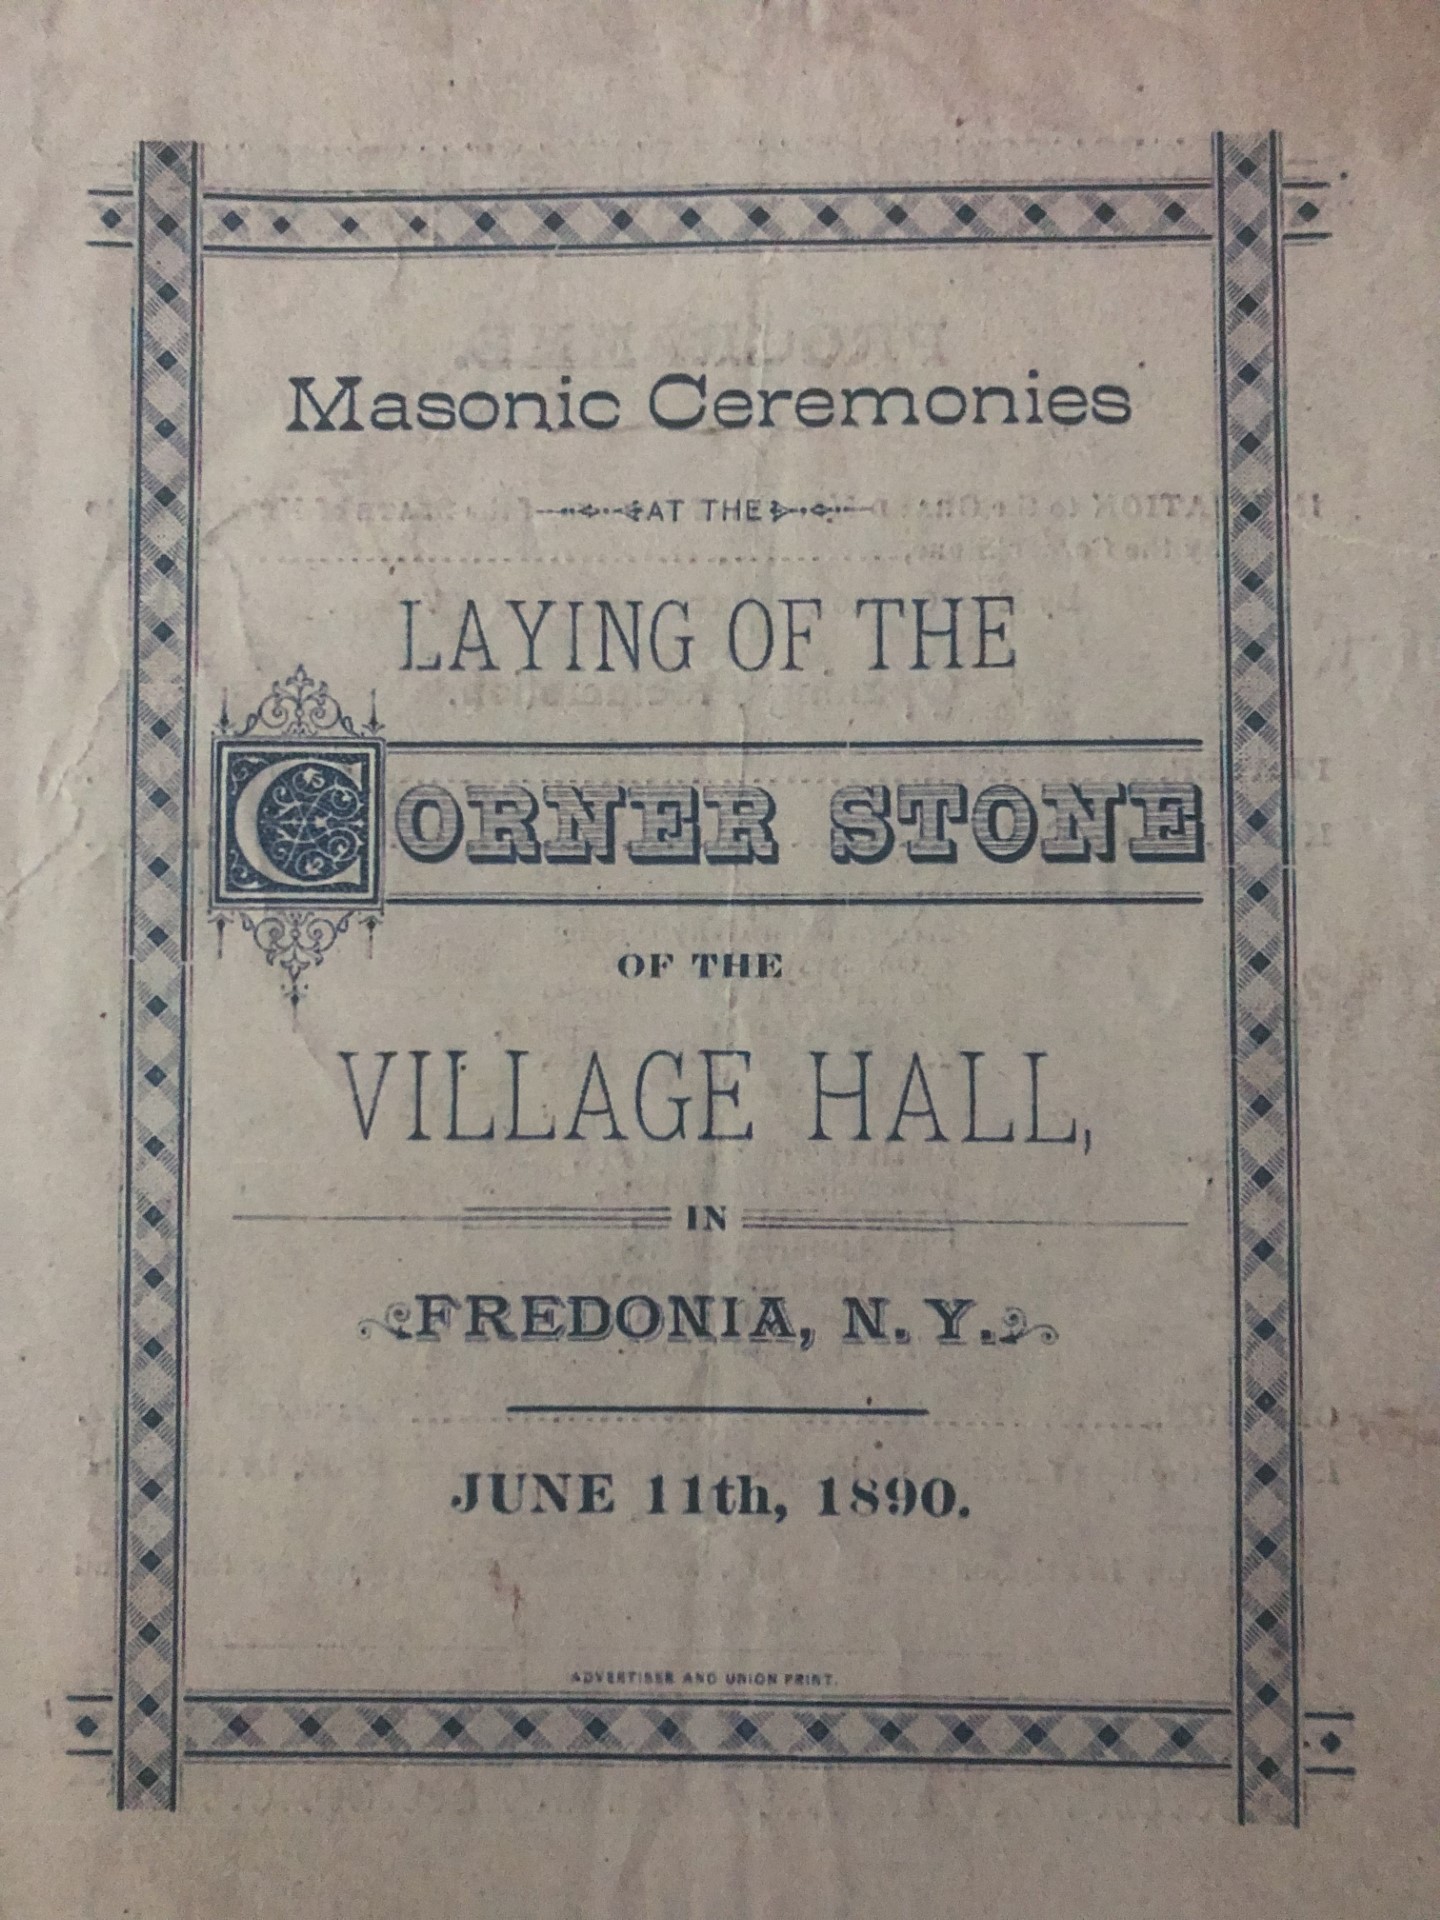 Masonic Ceremonies
AT THE
LAYING OF THE
CORNER STONE
OF THE
VILLAGE HALL,
IN
FREDONIA, N. Y.
JUNE 11th, 1890.
ADVERTISER AND UNION PRINT.